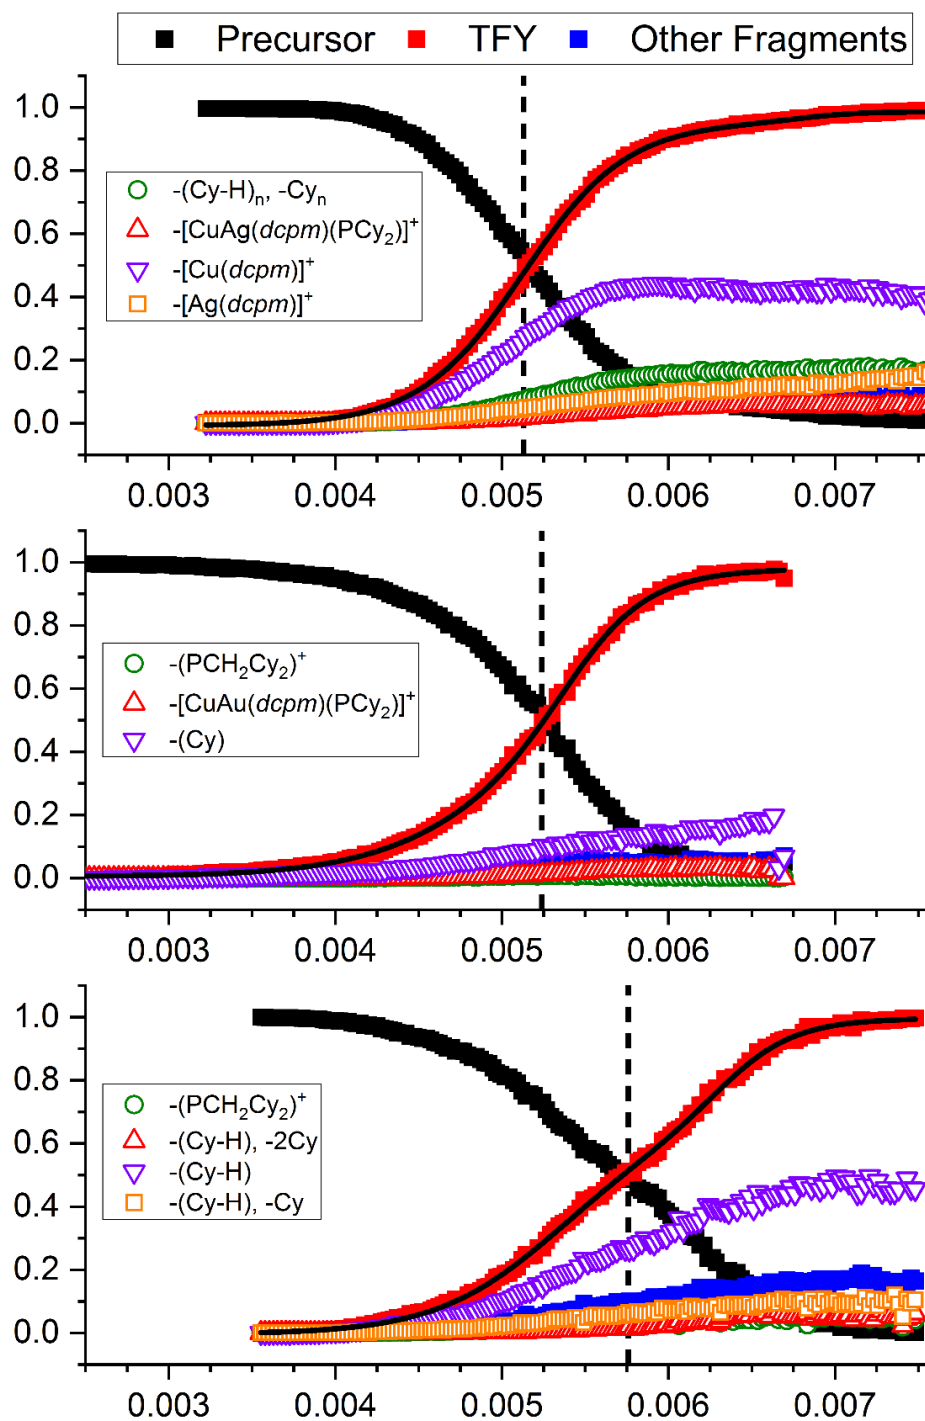 Precursor TFY Other Fragments
1.0
0.8
-(Cy-H)n, -Cyn
-[CuAg(dcpm)(PCy2)]+
0.6
-[Cu(dcpm)]+
0.4
-[Ag(dcpm)]+
0.2
0.0
0.003 0.004 0.005 0.006 0.007
1.0
0.8
-(PCH2Cy2)+
0.6
-[CuAu(dcpm)(PCy2)]+
-(Cy)
0.4
0.2
0.0
0.003 0.004 0.005 0.006 0.007
1.0
0.8
-(PCH2Cy2)+
-(Cy-H), -2Cy
0.6
-(Cy-H)
0.4
-(Cy-H), -Cy
0.2
0.0
0.003 0.004 0.005 0.006 0.007